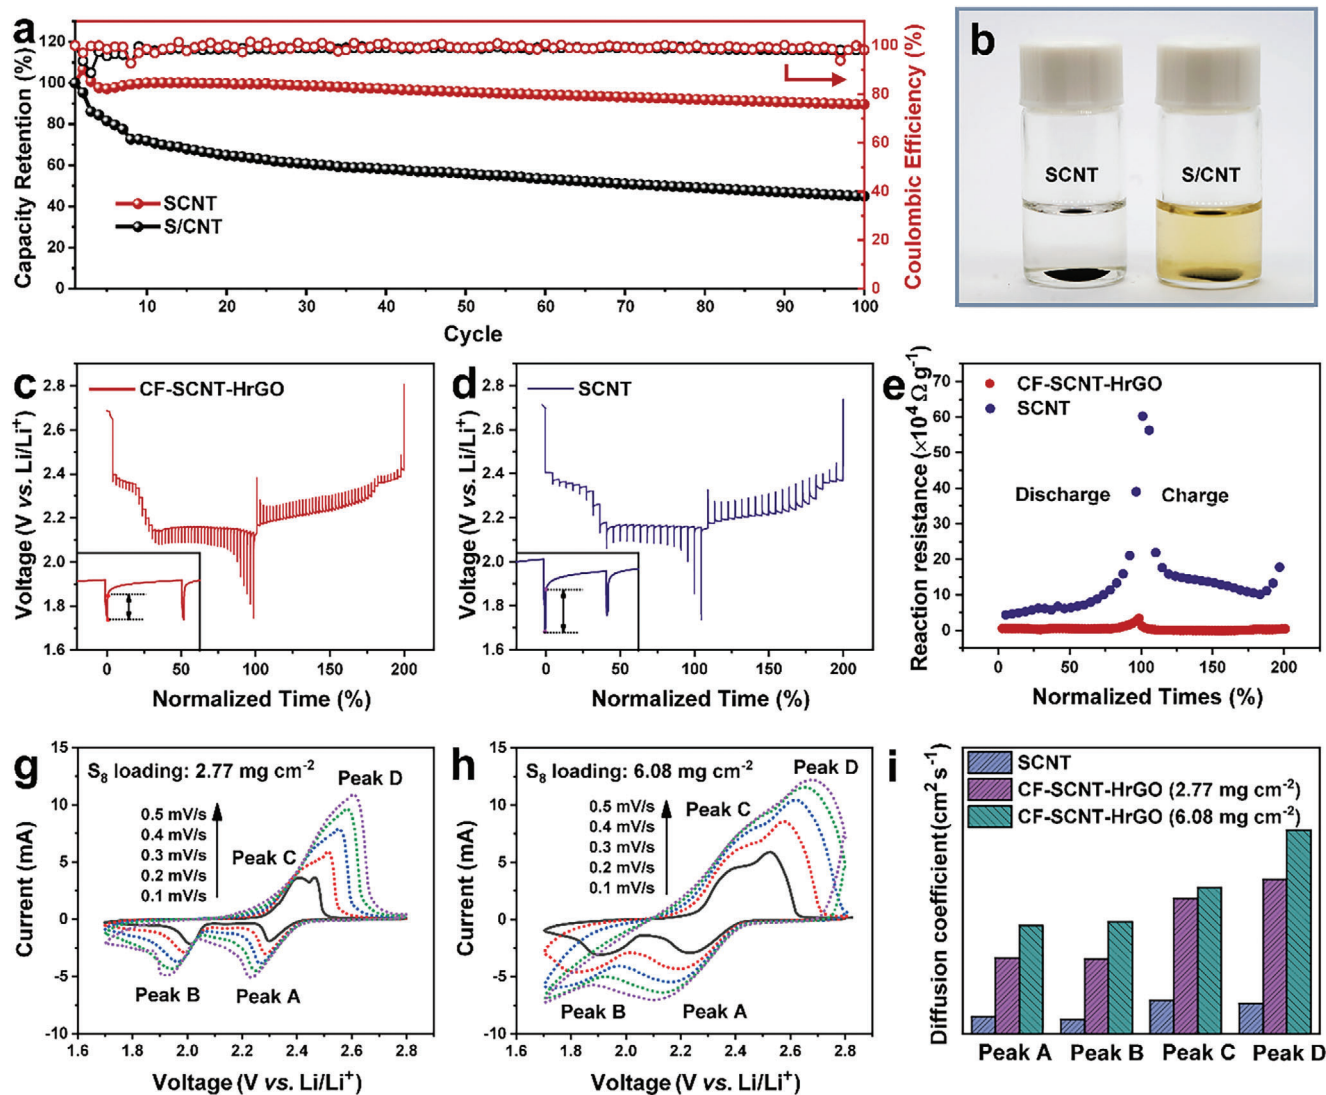 a
120
100
80
60
40
20
0
Capacity Retention (%)
SCNT
S/CNT
10 20 30 40 50 60 70 80 90 100
Cycle
100
80
60
40
20
0
Coulombic Efficiency (%)
b
SCNT
S/CNT
c
CF-SCNT-HrGO
2.8
2.6
2.4
2.2
2.0
1.8
1.6
Voltage (V vs. Li/Li⁺)
0 50 100 150 200
Normalized Time (%)
d
SCNT
2.8
2.6
2.4
2.2
2.0
1.8
1.6
Voltage (V vs. Li/Li⁺)
0 50 100 150 200
Normalized Time (%)
e
CF-SCNT-HrGO
SCNT
Discharge
Charge
70
60
50
40
30
20
10
0
Reaction resistance (×10⁴ Ω g⁻¹)
0 50 100 150 200
Normalized Times (%)
g
S₈ loading: 2.77 mg cm⁻²
Peak D
0.5 mV/s
0.4 mV/s
0.3 mV/s
0.2 mV/s
0.1 mV/s
Peak C
Peak B
Peak A
15
10
5
0
-5
-10
Current (mA)
1.6 1.8 2.0 2.2 2.4 2.6 2.8
Voltage (V vs. Li/Li⁺)
h
S₈ loading: 6.08 mg cm⁻²
Peak D
Peak C
0.5 mV/s
0.4 mV/s
0.3 mV/s
0.2 mV/s
0.1 mV/s
Peak B
Peak A
15
10
5
0
-5
-10
Current (mA)
1.6 1.8 2.0 2.2 2.4 2.6 2.8
Voltage (V vs. Li/Li⁺)
i
SCNT
CF-SCNT-HrGO (2.77 mg cm⁻²)
CF-SCNT-HrGO (6.08 mg cm⁻²)
Diffusion coefficient(cm² s⁻¹)
Peak A Peak B Peak C Peak D